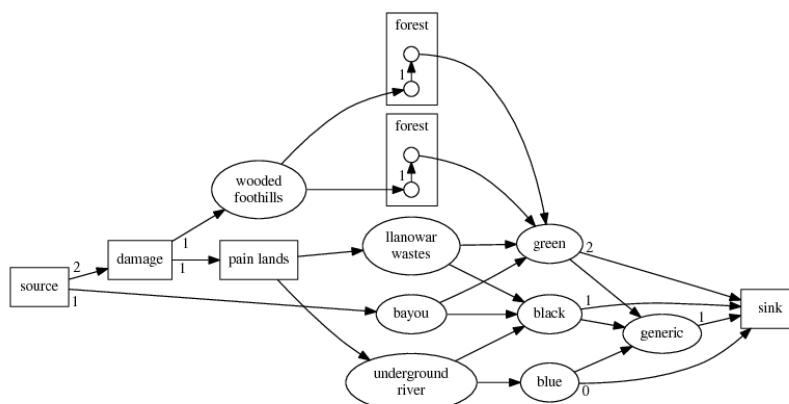 forest
1
forest
1
wooded
foothills
1
llanowar
wastes
green
2
damage
1
pain lands
source
2
1
bayou
black
1
generic
1
sink
underground
river
blue
0